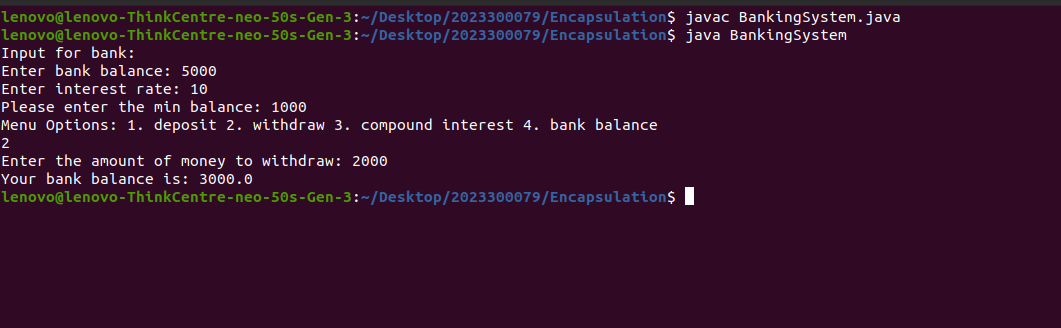 lenovo@lenovo-ThinkCentre-neo-50s-Gen-3:~/Desktop/2023300079/Encapsulation$ javac BankingSystem.java
lenovo@lenovo-ThinkCentre-neo-50s-Gen-3:~/Desktop/2023300079/Encapsulation$ java BankingSystem
Input for bank:
Enter bank balance: 5000
Enter interest rate: 10
Please enter the min balance: 1000
Menu Options: 1. deposit 2. withdraw 3. compound interest 4. bank balance
2
Enter the amount of money to withdraw: 2000
Your bank balance is: 3000.0
lenovo@lenovo-ThinkCentre-neo-50s-Gen-3:~/Desktop/2023300079/Encapsulation$